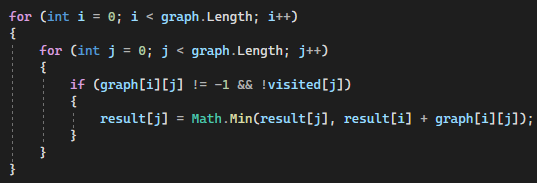 for (int i = 0; i < graph.Length; i++)
{
    for (int j = 0; j < graph.Length; j++)
    {
        if (graph[i][j] != -1 && !visited[j])
        {
            result[j] = Math.Min(result[j], result[i] + graph[i][j]);
        }
    }
}